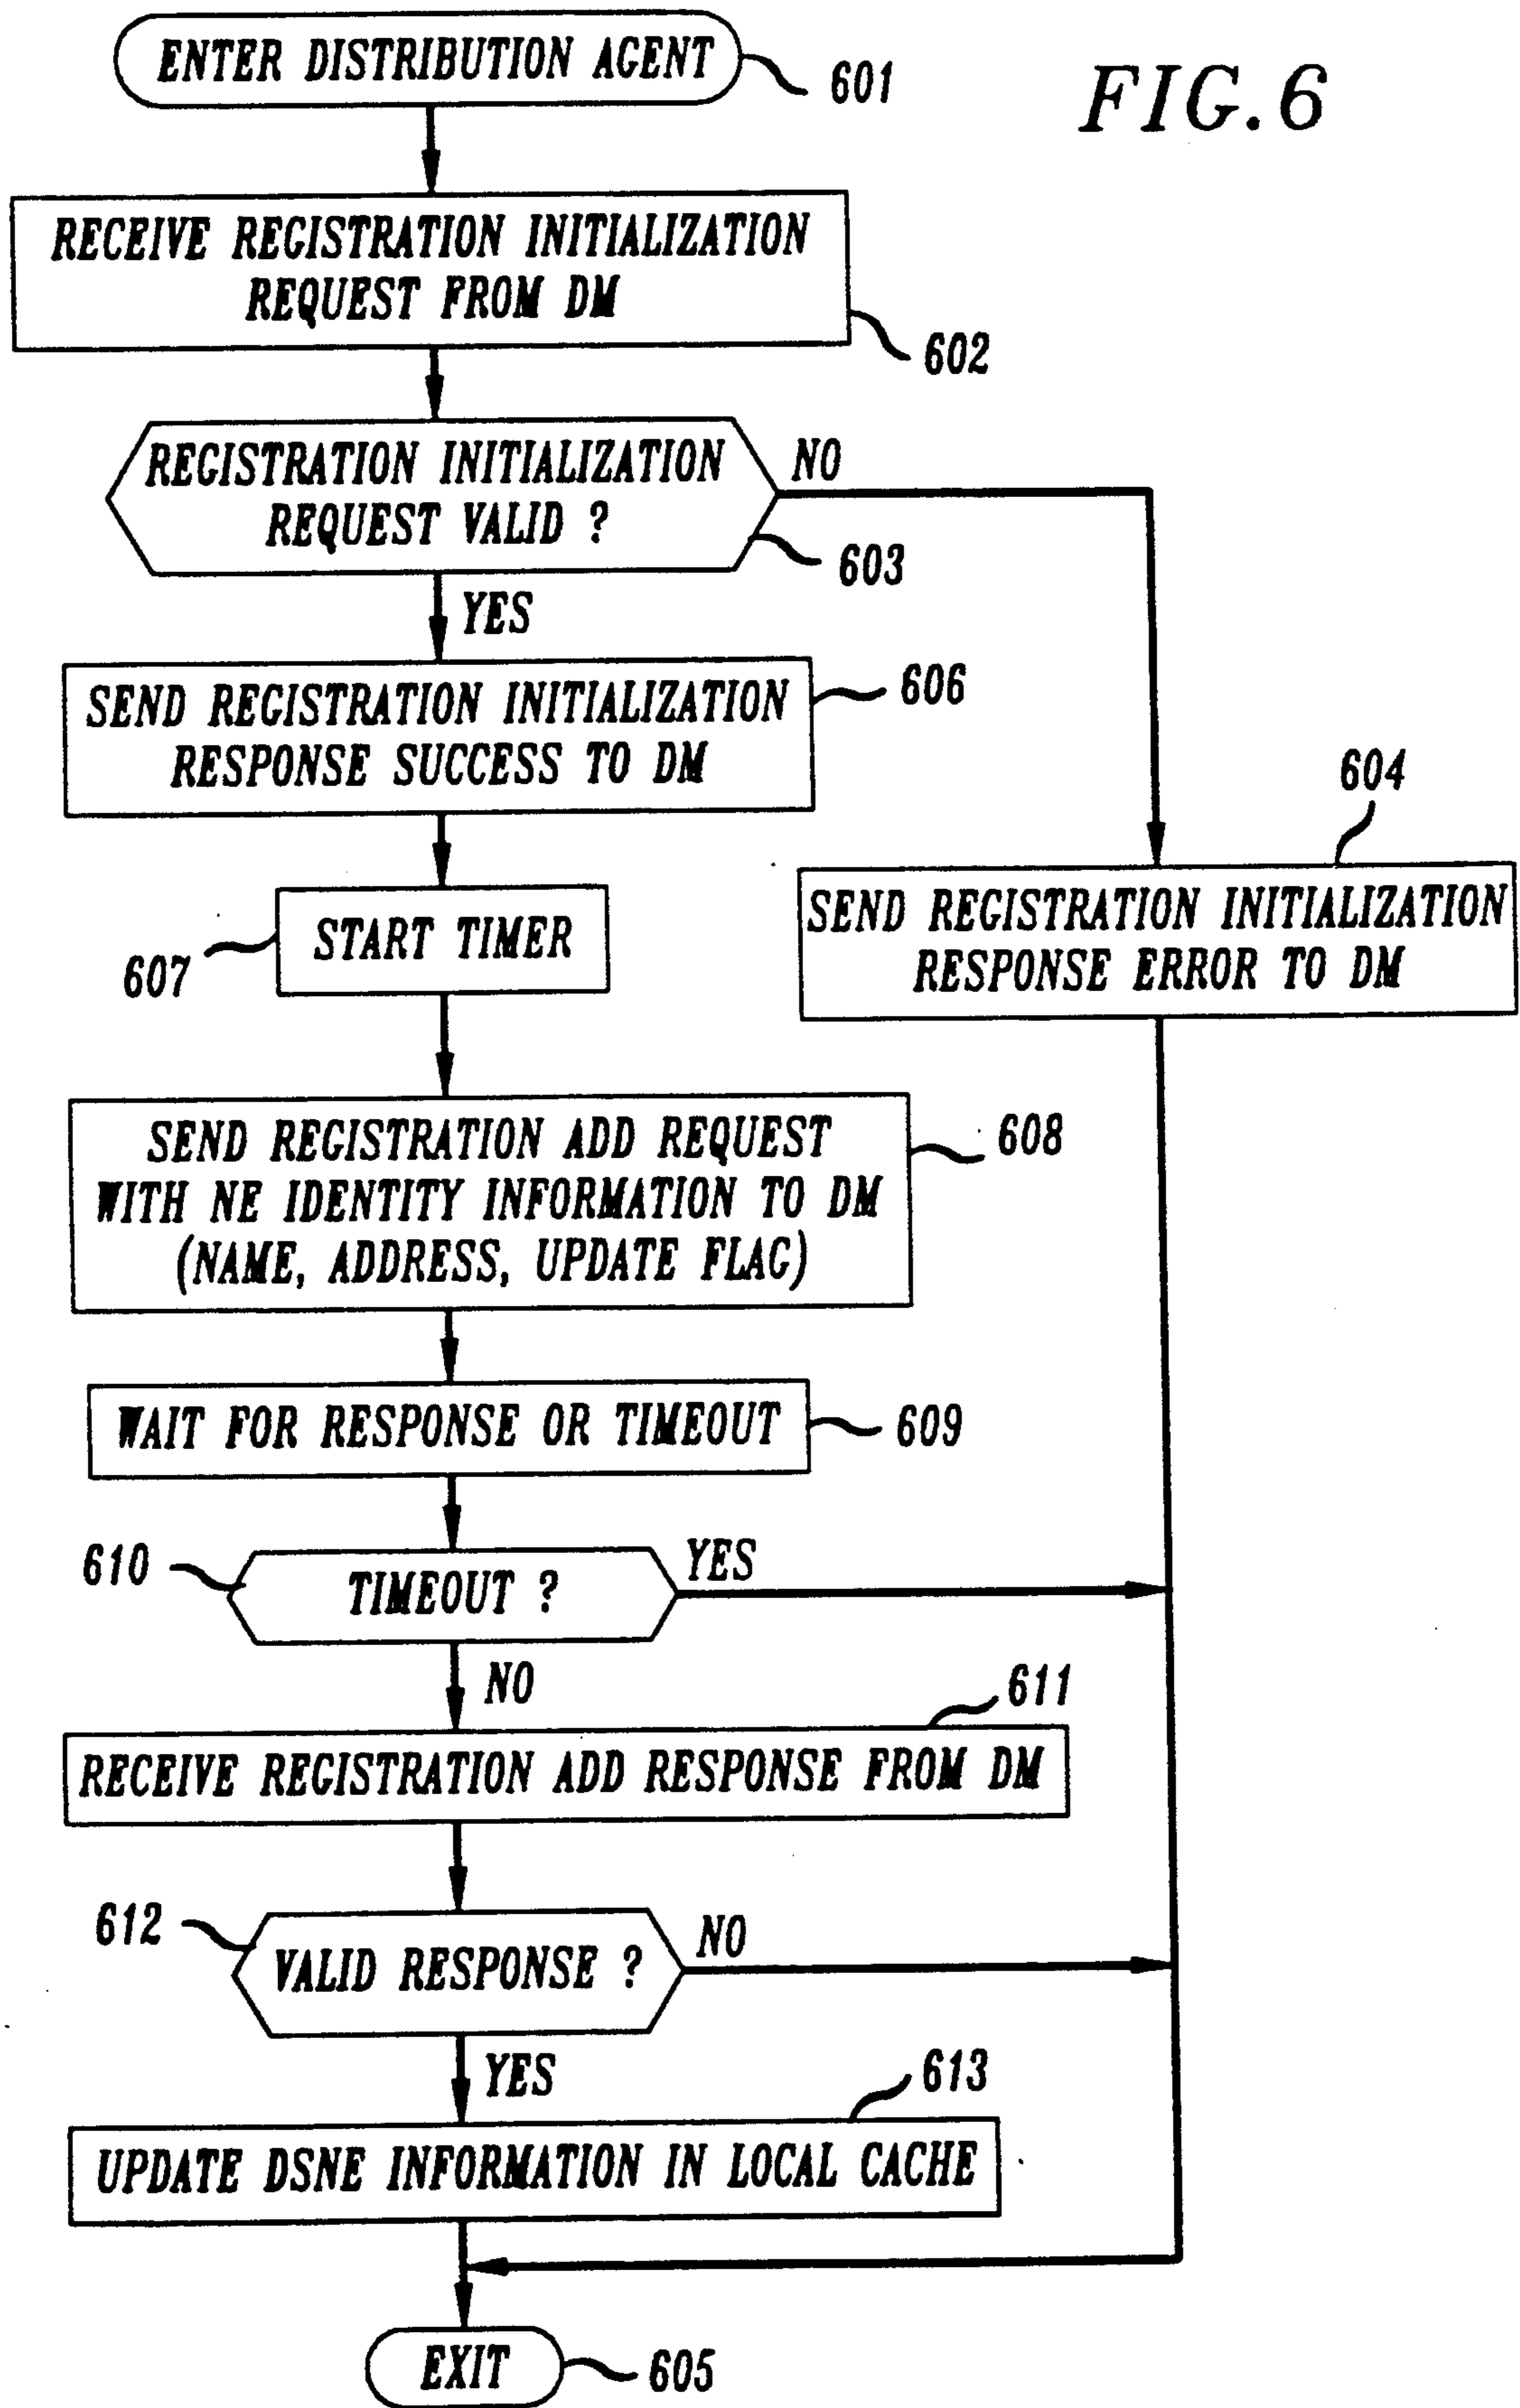 FIG.6
ENTER DISTRIBUTION AGENT
601
RECEIVE REGISTRATION INITIALIZATION
REQUEST FROM DM
602
REGISTRATION INITIALIZATION
REQUEST VALID ?
603
NO
YES
SEND REGISTRATION INITIALIZATION
RESPONSE SUCCESS TO DM
606
604
SEND REGISTRATION INITIALIZATION
RESPONSE ERROR TO DM
START TIMER
607
SEND REGISTRATION ADD REQUEST
WITH NE IDENTITY INFORMATION TO DM
(NAME, ADDRESS, UPDATE FLAG)
608
WAIT FOR RESPONSE OR TIMEOUT
609
610
TIMEOUT ?
YES
NO
611
RECEIVE REGISTRATION ADD RESPONSE FROM DM
612
VALID RESPONSE ?
NO
YES
613
UPDATE DSNE INFORMATION IN LOCAL CACHE
EXIT
605